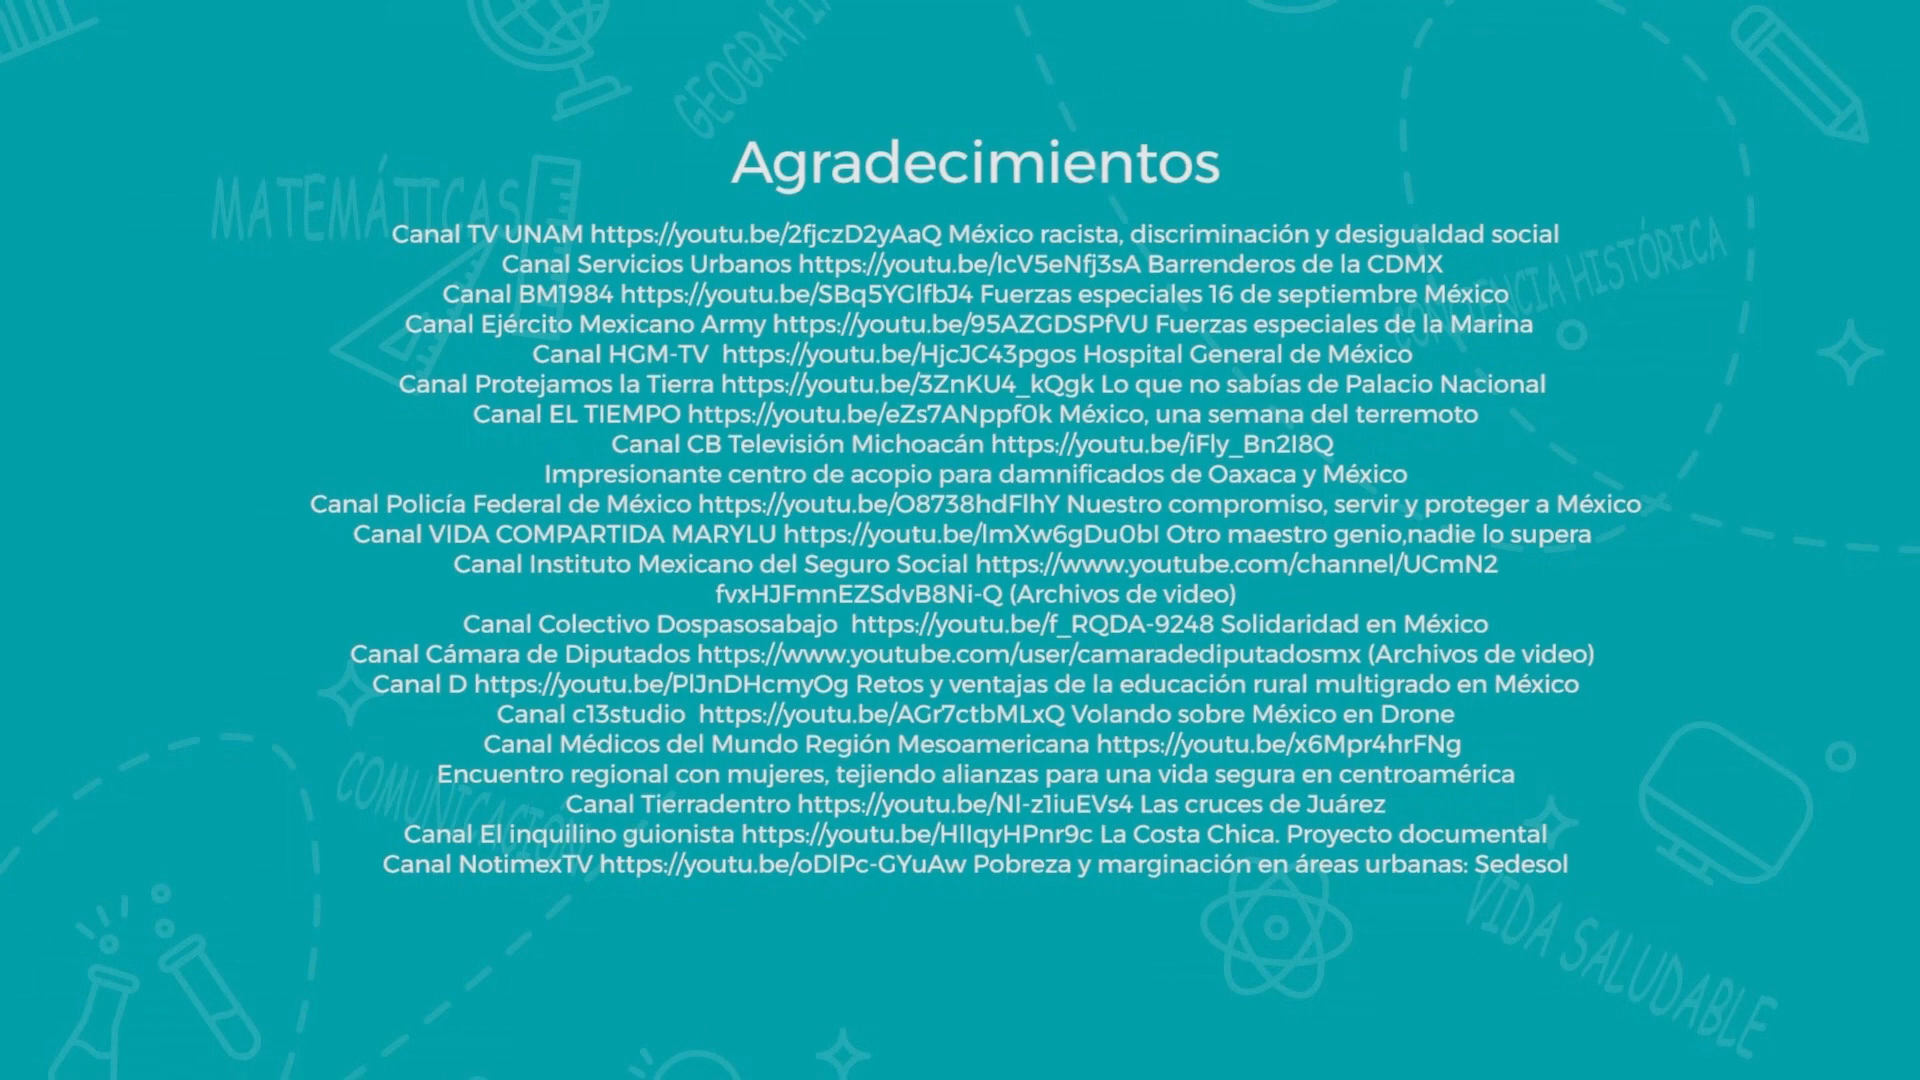 GEOGRAFÍA
MATEMÁTICAS
Agradecimientos
Canal TV UNAM https://youtu.be/2fjczD2yAaQ México racista, discriminación y desigualdad social
Canal Servicios Urbanos https://youtu.be/IcV5eNfj3sA Barrenderos de la CDMX
Canal BM1984 https://youtu.be/SBq5YGlfbJ4 Fuerzas especiales 16 de septiembre México
Canal Ejército Mexicano Army https://youtu.be/95AZGDSPfVU Fuerzas especiales de la Marina
Canal HGM-TV https://youtu.be/HjcJC43pgos Hospital General de México
Canal Protejamos la Tierra https://youtu.be/3ZnKU4_kQgk Lo que no sabías de Palacio Nacional
Canal EL TIEMPO https://youtu.be/eZs7ANppf0k México, una semana del terremoto
Canal CB Televisión Michoacán https://youtu.be/iFly_Bn2I8Q
Impresionante centro de acopio para damnificados de Oaxaca y México
Canal Policía Federal de México https://youtu.be/O8738hdFlhY Nuestro compromiso, servir y proteger a México
Canal VIDA COMPARTIDA MARYLU https://youtu.be/lmXw6gDu0bI Otro maestro genio,nadie lo supera
Canal Instituto Mexicano del Seguro Social https://www.youtube.com/channel/UCmN2
fvxHJFmnEZSdvB8Ni-Q (Archivos de video)
Canal Colectivo Dospasosabajo https://youtu.be/f_RQDA-9248 Solidaridad en México
Canal Cámara de Diputados https://www.youtube.com/user/camaradediputadosmx (Archivos de video)
Canal D https://youtu.be/PlJnDHcmyOg Retos y ventajas de la educación rural multigrado en México
Canal c13studio https://youtu.be/AGr7ctbMLxQ Volando sobre México en Drone
Canal Médicos del Mundo Región Mesoamericana https://youtu.be/x6Mpr4hrFNg
Encuentro regional con mujeres, tejiendo alianzas para una vida segura en centroamérica
Canal Tierradentro https://youtu.be/Nl-z1iuEVs4 Las cruces de Juárez
Canal El inquilino guionista https://youtu.be/HlIqyHPnr9c La Costa Chica. Proyecto documental
Canal NotimexTV https://youtu.be/oDlPc-GYuAw Pobreza y marginación en áreas urbanas: Sedesol
CONCIENCIA HISTÓRICA
COMUNICACIÓN
VIDA SALUDABLE